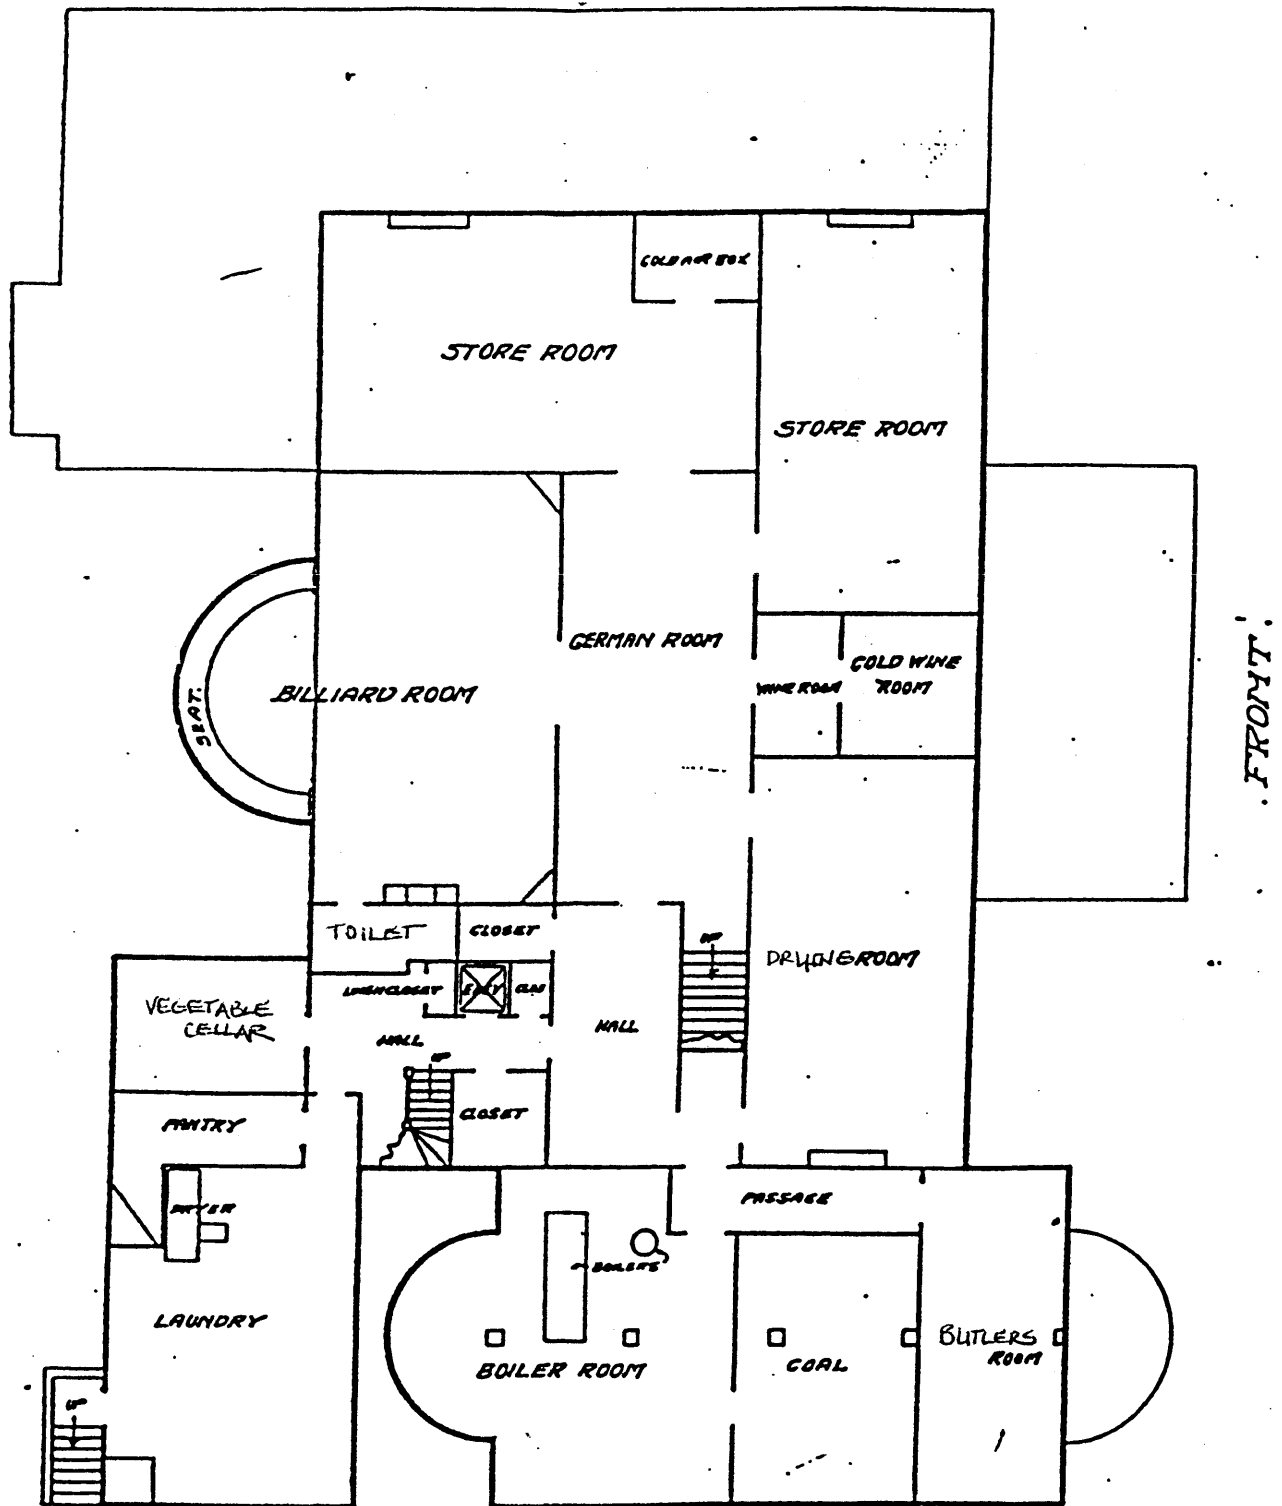 COLD AIR BOX
STORE ROOM
STORE ROOM
GERMAN ROOM
COLD WINE
ROOM
WINE ROOM
BILLIARD ROOM
SEAT.
.FRONT.
TOILET
CLOSET
UP
DRYING ROOM
LINEN CLOSET
ELEV
CLO
VEGETABLE
CELLAR
HALL
HALL
UP
CLOSET
PANTRY
PASSAGE
DRYER
BOILERS
LAUNDRY
BUTLERS
ROOM
BOILER ROOM
COAL
UP